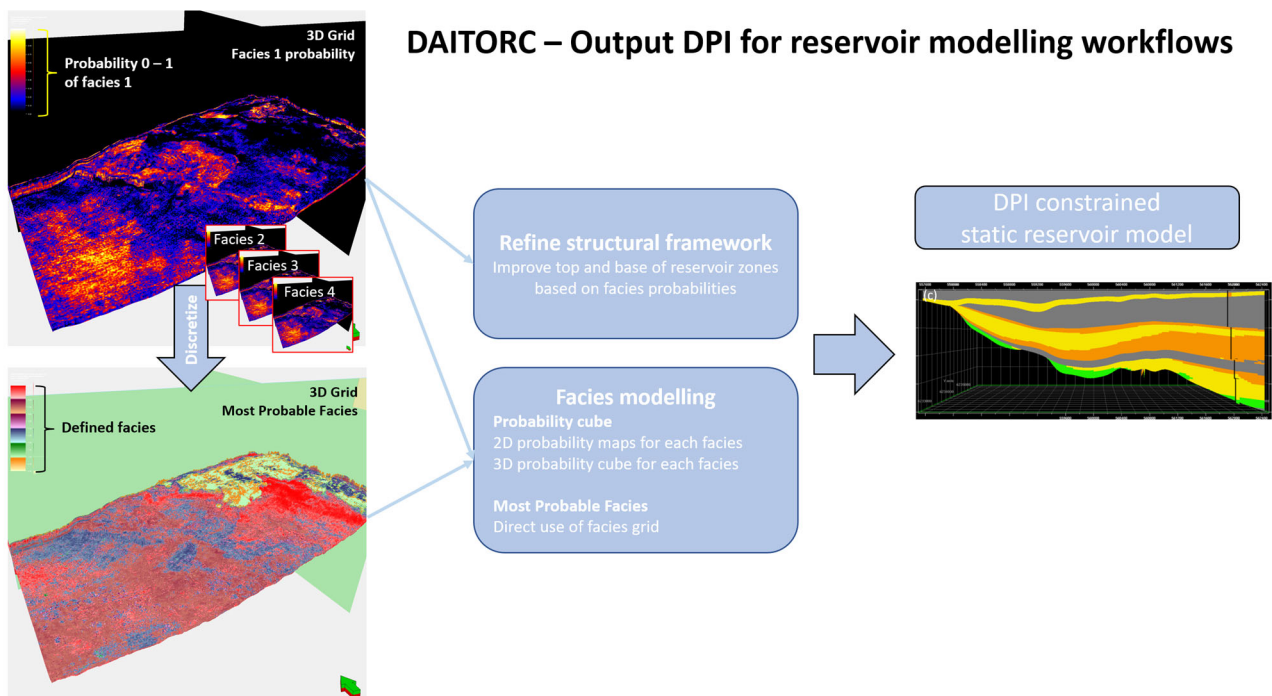 DAITORC – Output DPI for reservoir modelling workflows
3D Grid
Facies 1 probability
Probability 0 – 1
of facies 1
Facies 2
Facies 3
Facies 4
Discretize
3D Grid
Most Probable Facies
Defined facies
Refine structural framework
Improve top and base of reservoir zones
based on facies probabilities
Facies modelling
Probability cube
2D probability maps for each facies
3D probability cube for each facies
Most Probable Facies
Direct use of facies grid
DPI constrained
static reservoir model
(c)